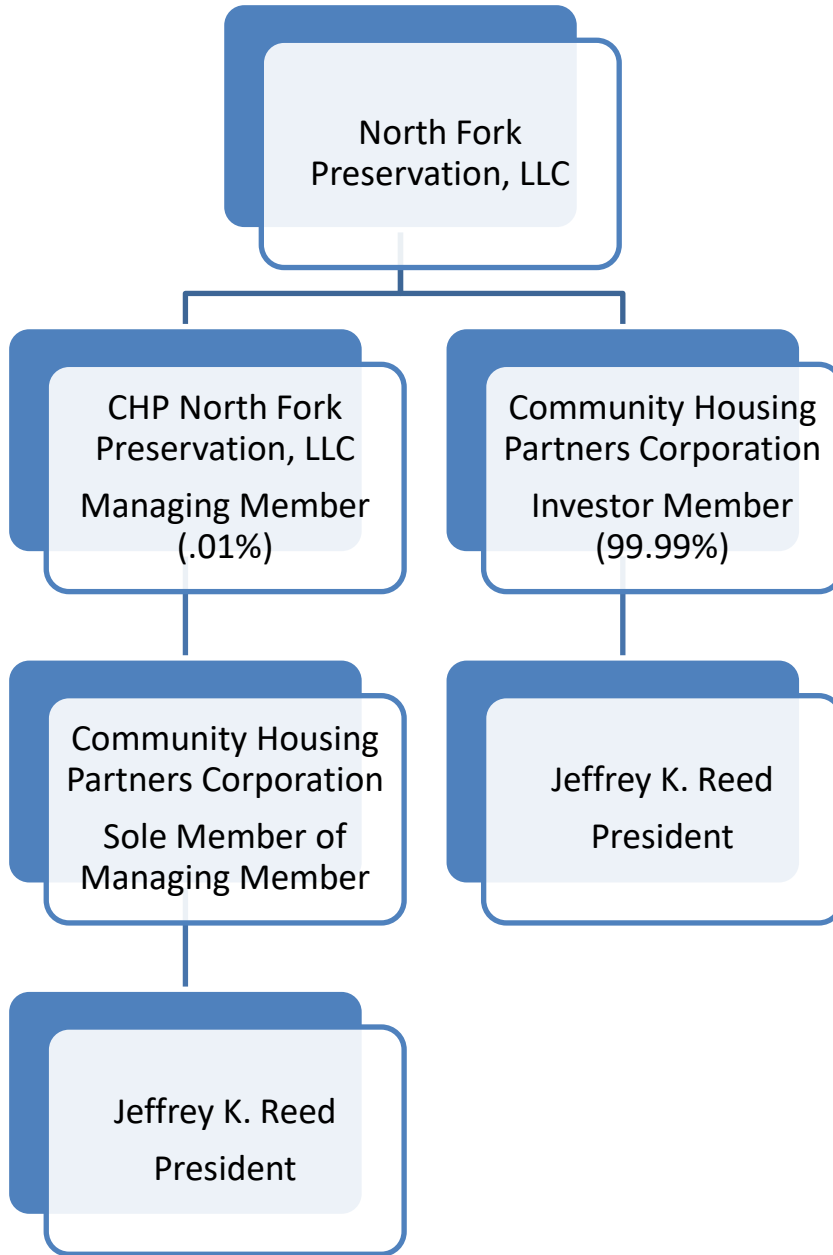 North Fork
Preservation, LLC
CHP North Fork
Preservation, LLC
Managing Member
(.01%)
Community Housing
Partners Corporation
Investor Member
(99.99%)
Community Housing
Partners Corporation
Sole Member of
Managing Member
Jeffrey K. Reed
President
Jeffrey K. Reed
President